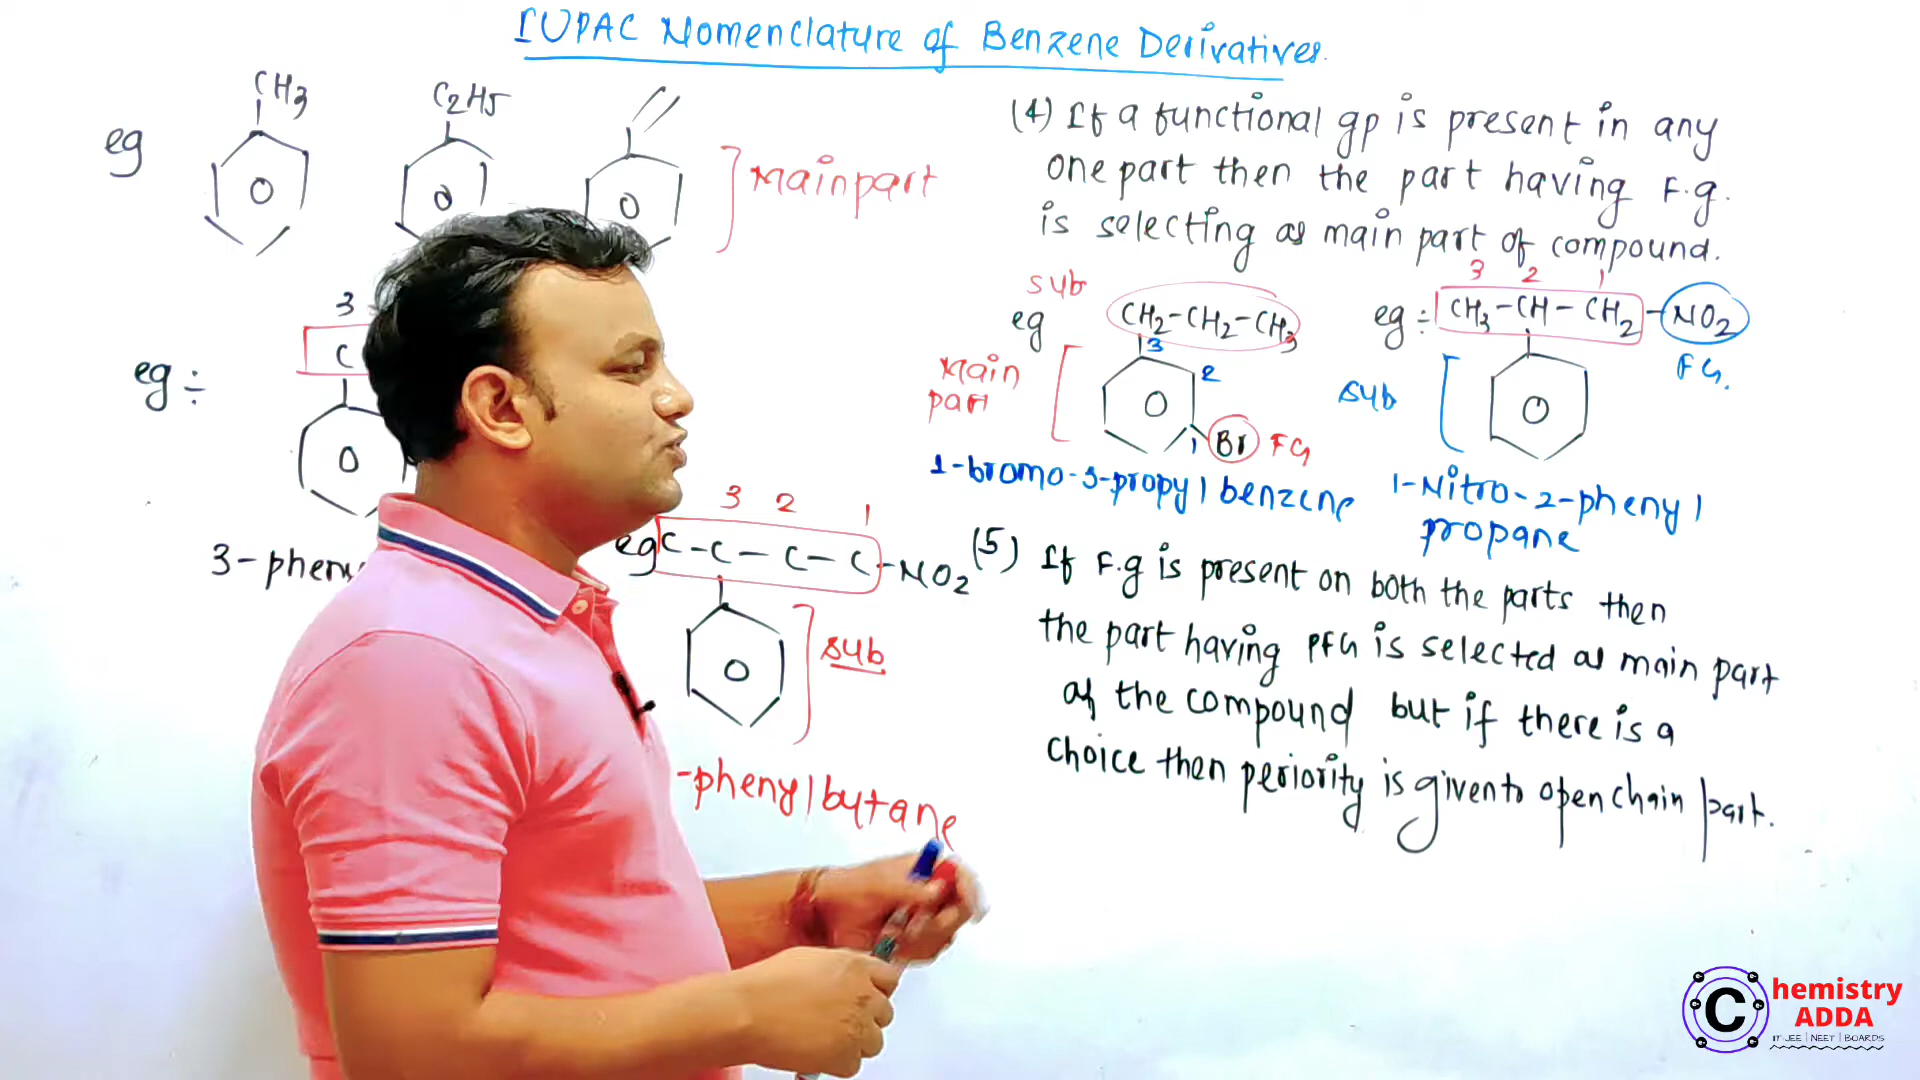 IUPAC Nomenclature of Benzene Derivatives.
eg
CH3
C2H5
Main part
3
eg ÷
C
3-pheny
3 2 1
eg C-C-C-C-NO2
sub
-phenylbutane
(4) If a functional gp is present in any
one part then the part having F.g.
is selecting as main part of compound.
sub
eg
CH2-CH2-CH3
Main
part
3
2
1
Br FG
1-bromo-3-propyl benzene
3 2 1
eg ÷ CH3-CH-CH2-NO2
FG.
sub
1-Nitro-2-phenyl
propane
(5) If F.g is present on both the parts then
the part having PFG is selected as main part
of the compound but if there is a
choice then periority is given to open chain part.
Chemistry
ADDA
IIT JEE | NEET | BOARDS